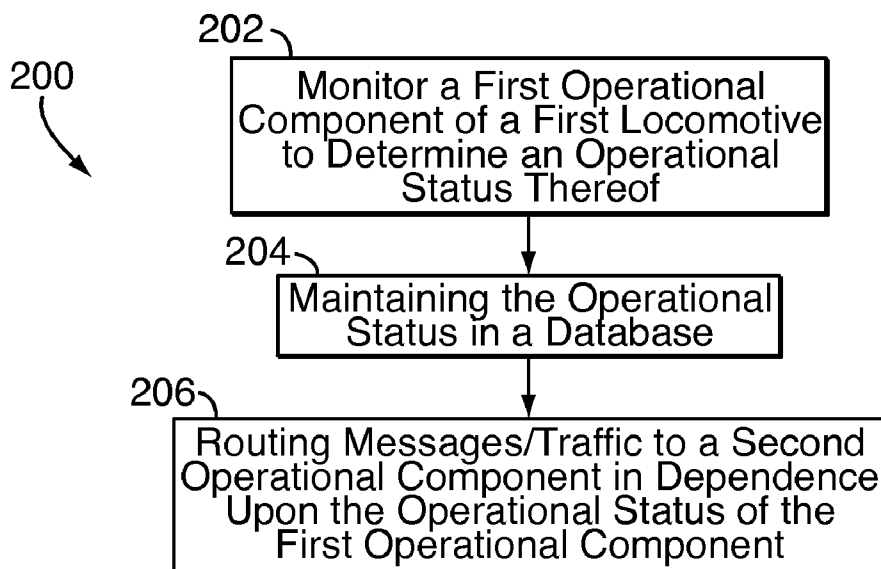 200
202
Monitor a First Operational
Component of a First Locomotive
to Determine an Operational
Status Thereof
204
Maintaining the Operational
Status in a Database
206
Routing Messages/Traffic to a Second
Operational Component in Dependence
Upon the Operational Status of the
First Operational Component